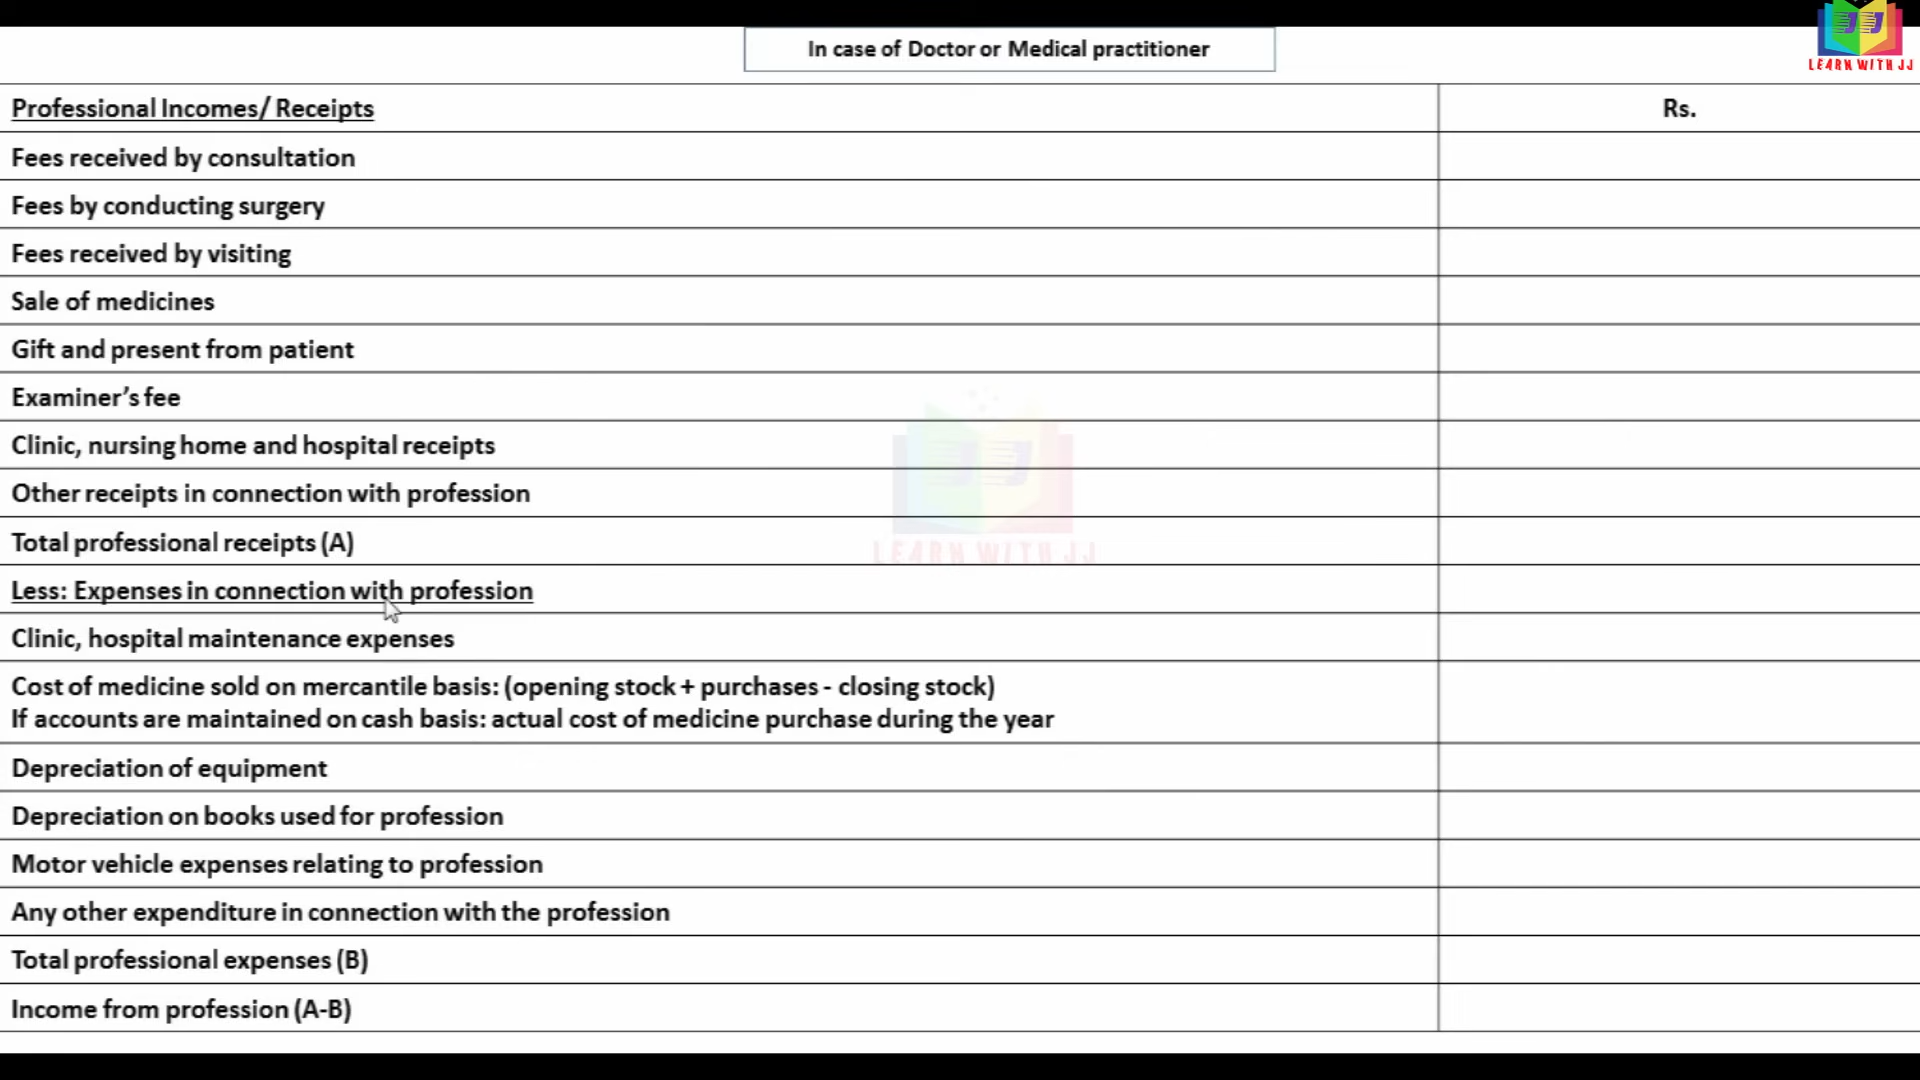 In case of Doctor or Medical practitioner
LEARN WITH JJ
Professional Incomes/ Receipts
Rs.
Fees received by consultation
Fees by conducting surgery
Fees received by visiting
Sale of medicines
Gift and present from patient
Examiner’s fee
Clinic, nursing home and hospital receipts
Other receipts in connection with profession
Total professional receipts (A)
LEARN WITH JJ
Less: Expenses in connection with profession
Clinic, hospital maintenance expenses
Cost of medicine sold on mercantile basis: (opening stock + purchases - closing stock)
If accounts are maintained on cash basis: actual cost of medicine purchase during the year
Depreciation of equipment
Depreciation on books used for profession
Motor vehicle expenses relating to profession
Any other expenditure in connection with the profession
Total professional expenses (B)
Income from profession (A-B)